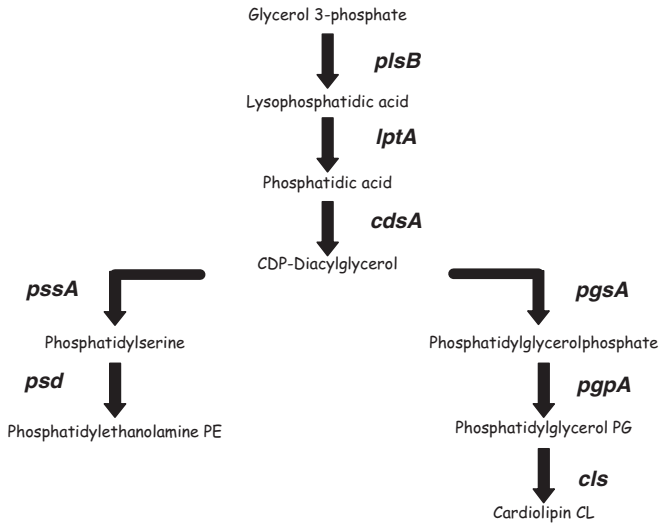 Glycerol 3-phosphate
plsB
Lysophosphatidic acid
lptA
Phosphatidic acid
cdsA
CDP-Diacylglycerol
pssA
pgsA
Phosphatidylserine
Phosphatidylglycerolphosphate
psd
pgpA
Phosphatidylethanolamine PE
Phosphatidylglycerol PG
cls
Cardiolipin CL